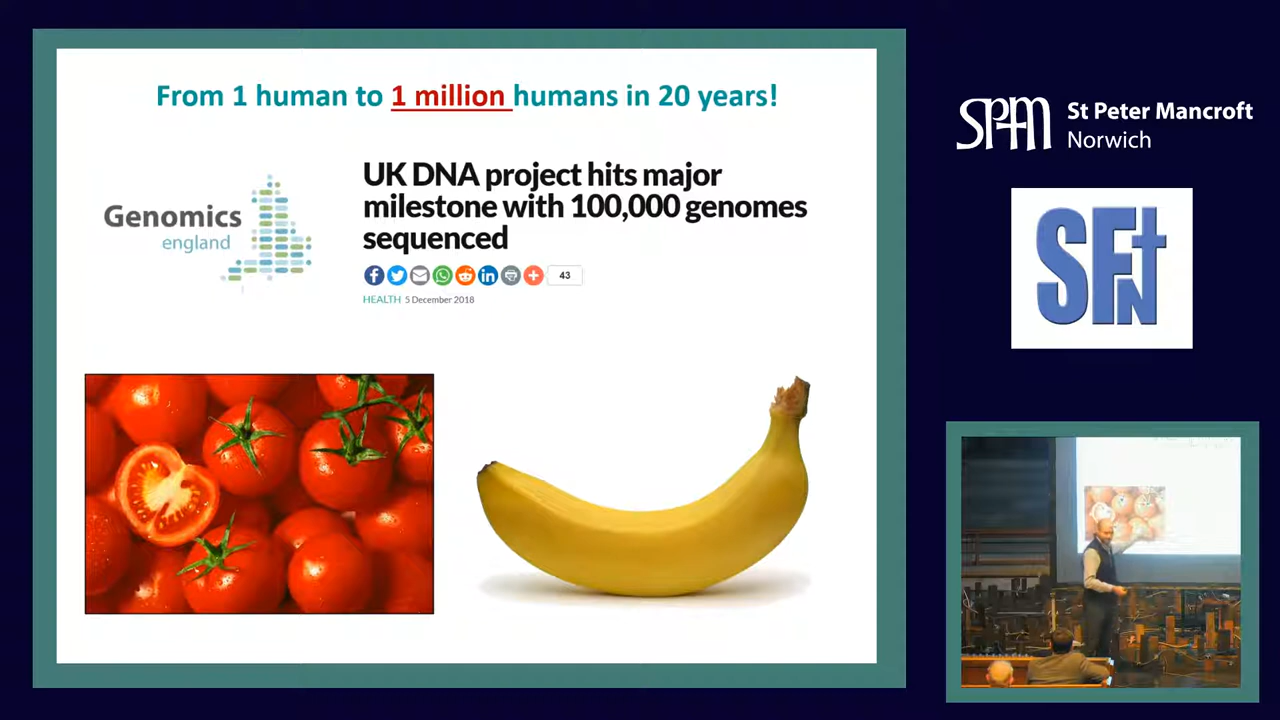 From 1 human to 1 million humans in 20 years!
Genomics
england
UK DNA project hits major
milestone with 100,000 genomes
sequenced
43
HEALTH 5 December 2018
SPM
St Peter Mancroft
Norwich
SFN